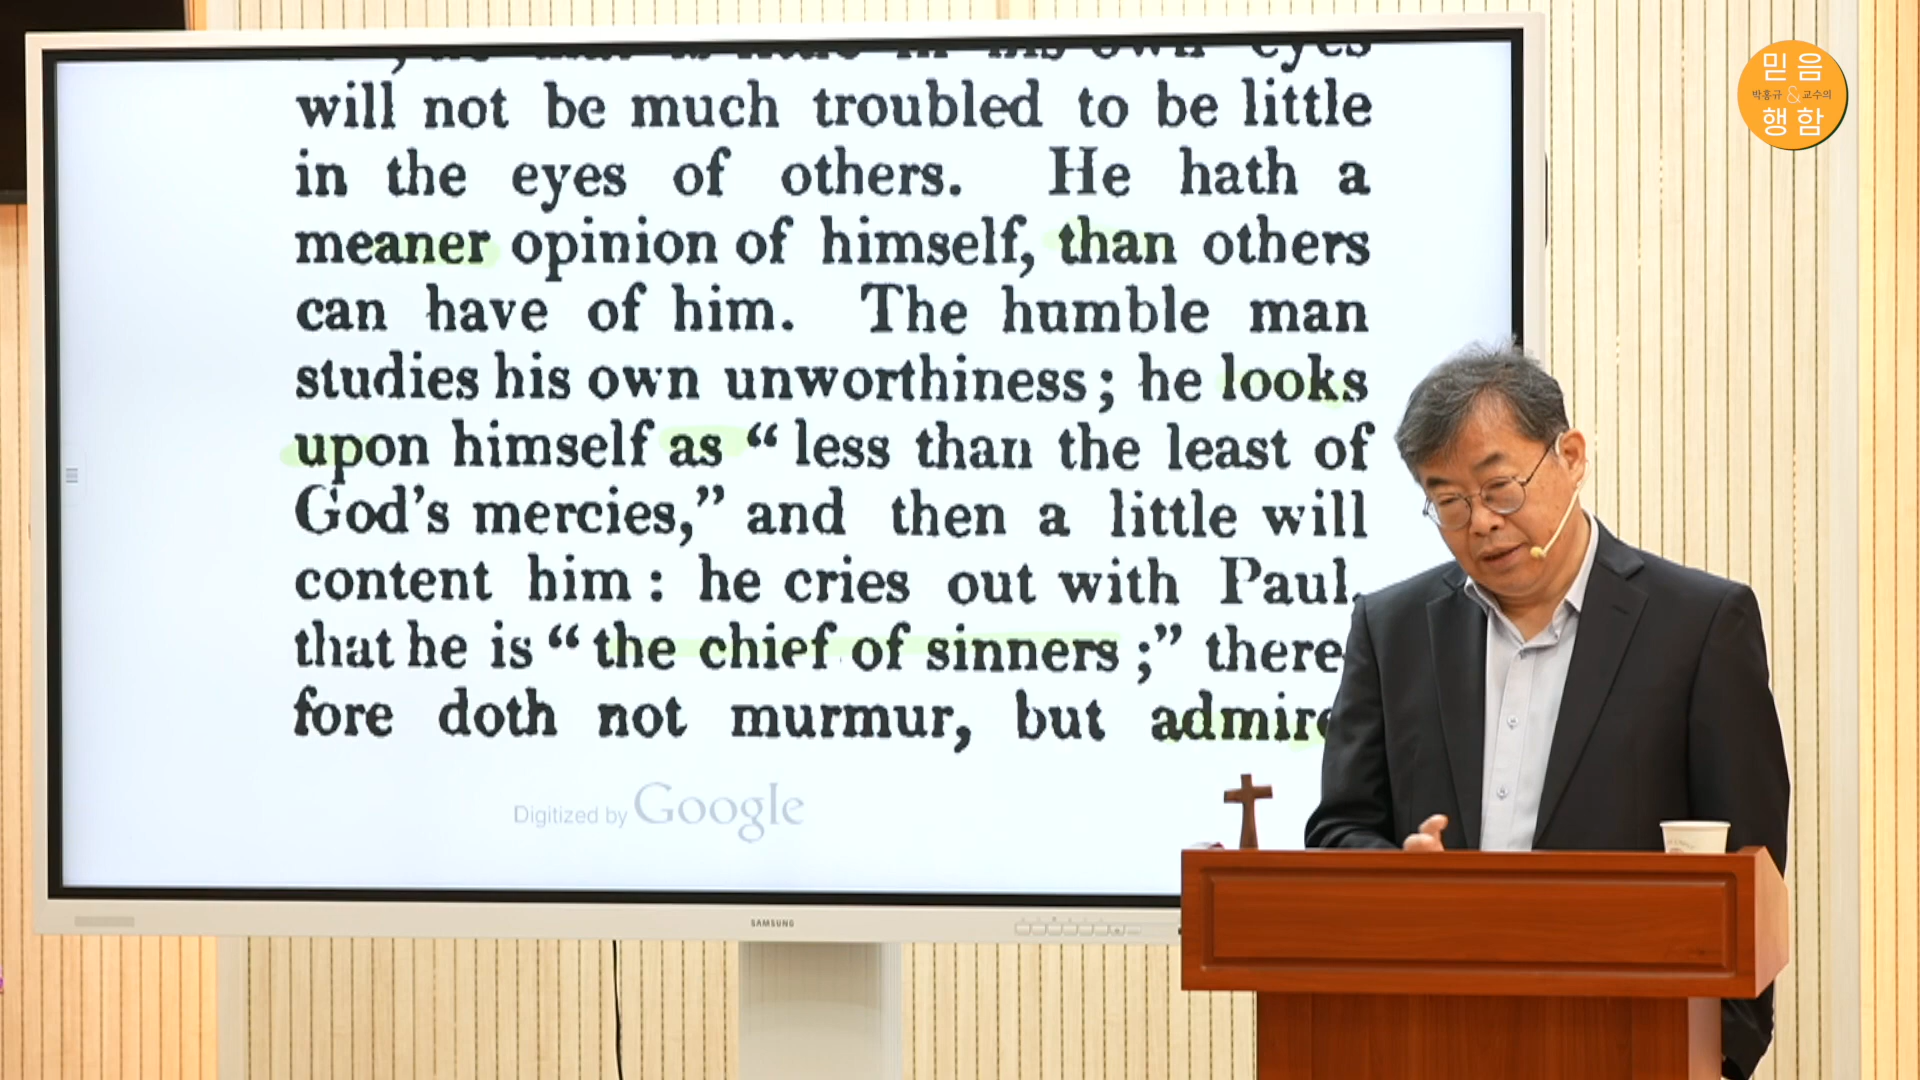 in his own eyes
will not be much troubled to be little
in the eyes of others. He hath a
meaner opinion of himself, than others
can have of him. The humble man
studies his own unworthiness; he looks
upon himself as “less than the least of
God’s mercies,” and then a little will
content him: he cries out with Paul,
that he is “the chief of sinners;” there
fore doth not murmur, but admire
Digitized by Google
SAMSUNG
믿음
박홍규 & 교수의
행함